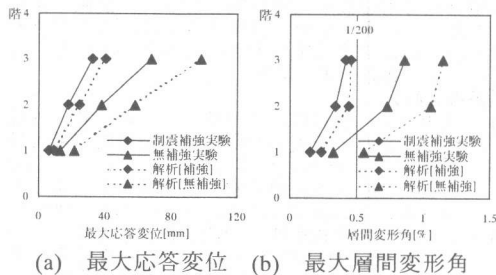 階 4
3
2
1
0 40 80 120
最大応答変位[mm]
制震補強実験
無補強実験
解析[補強]
解析[無補強]
(a) 最大応答変位
階 4
1/200
3
2
1
0 0.5 1 1.5
層間変形角[%]
制震補強実験
無補強実験
解析[補強]
解析[無補強]
(b) 最大層間変形角